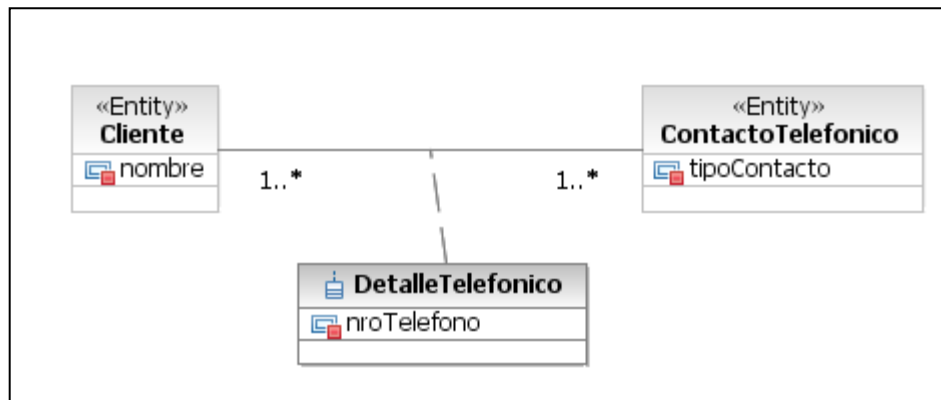 «Entity»
Cliente
nombre
1..*
1..*
«Entity»
ContactoTelefonico
tipoContacto
DetalleTelefonico
nroTelefono